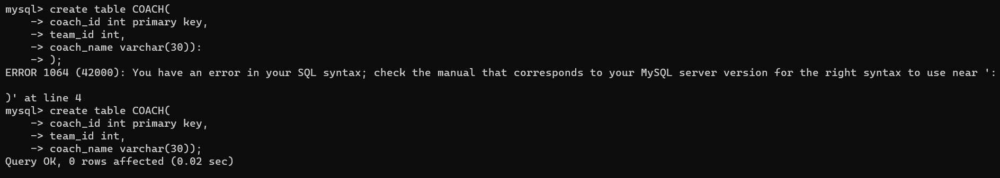 mysql> create table COACH(
    -> coach_id int primary key,
    -> team_id int,
    -> coach_name varchar(30)):
    -> );
ERROR 1064 (42000): You have an error in your SQL syntax; check the manual that corresponds to your MySQL server version for the right syntax to use near ':
)' at line 4
mysql> create table COACH(
    -> coach_id int primary key,
    -> team_id int,
    -> coach_name varchar(30));
Query OK, 0 rows affected (0.02 sec)